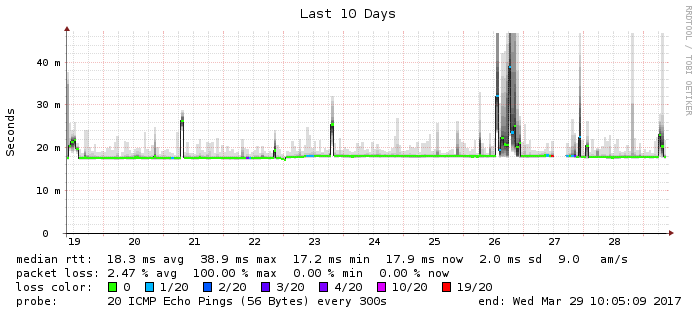 Last 10 Days
RRDTOOL / TOBI OETIKER
Seconds
40 m
30 m
20 m
10 m
0
19 20 21 22 23 24 25 26 27 28
median rtt: 18.3 ms avg 38.9 ms max 17.2 ms min 17.9 ms now 2.0 ms sd 9.0 am/s
packet loss: 2.47 % avg 100.00 % max 0.00 % min 0.00 % now
loss color: 0 1/20 2/20 3/20 4/20 10/20 19/20
probe: 20 ICMP Echo Pings (56 Bytes) every 300s end: Wed Mar 29 10:05:09 2017